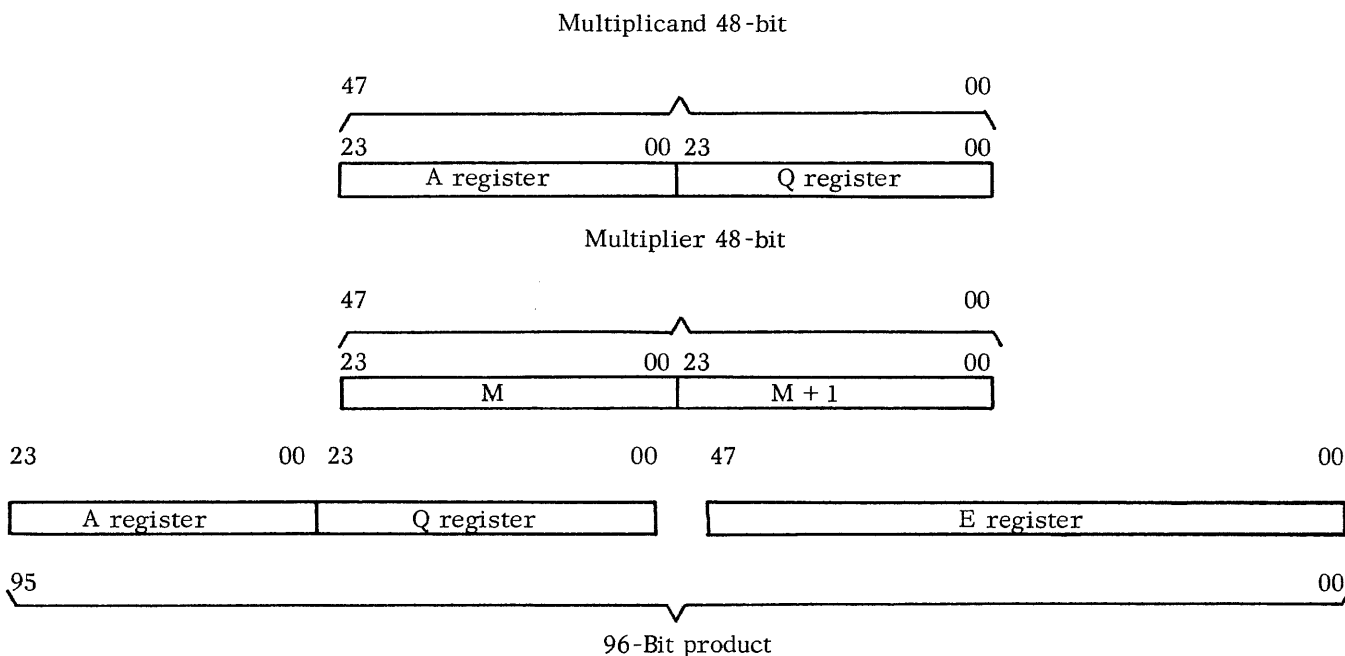 Multiplicand 48-bit
47 00
23 00 23 00
A register Q register
Multiplier 48-bit
47 00
23 00 23 00
M M + 1
23 00 23 00 47 00
A register Q register E register
95 00
96-Bit product